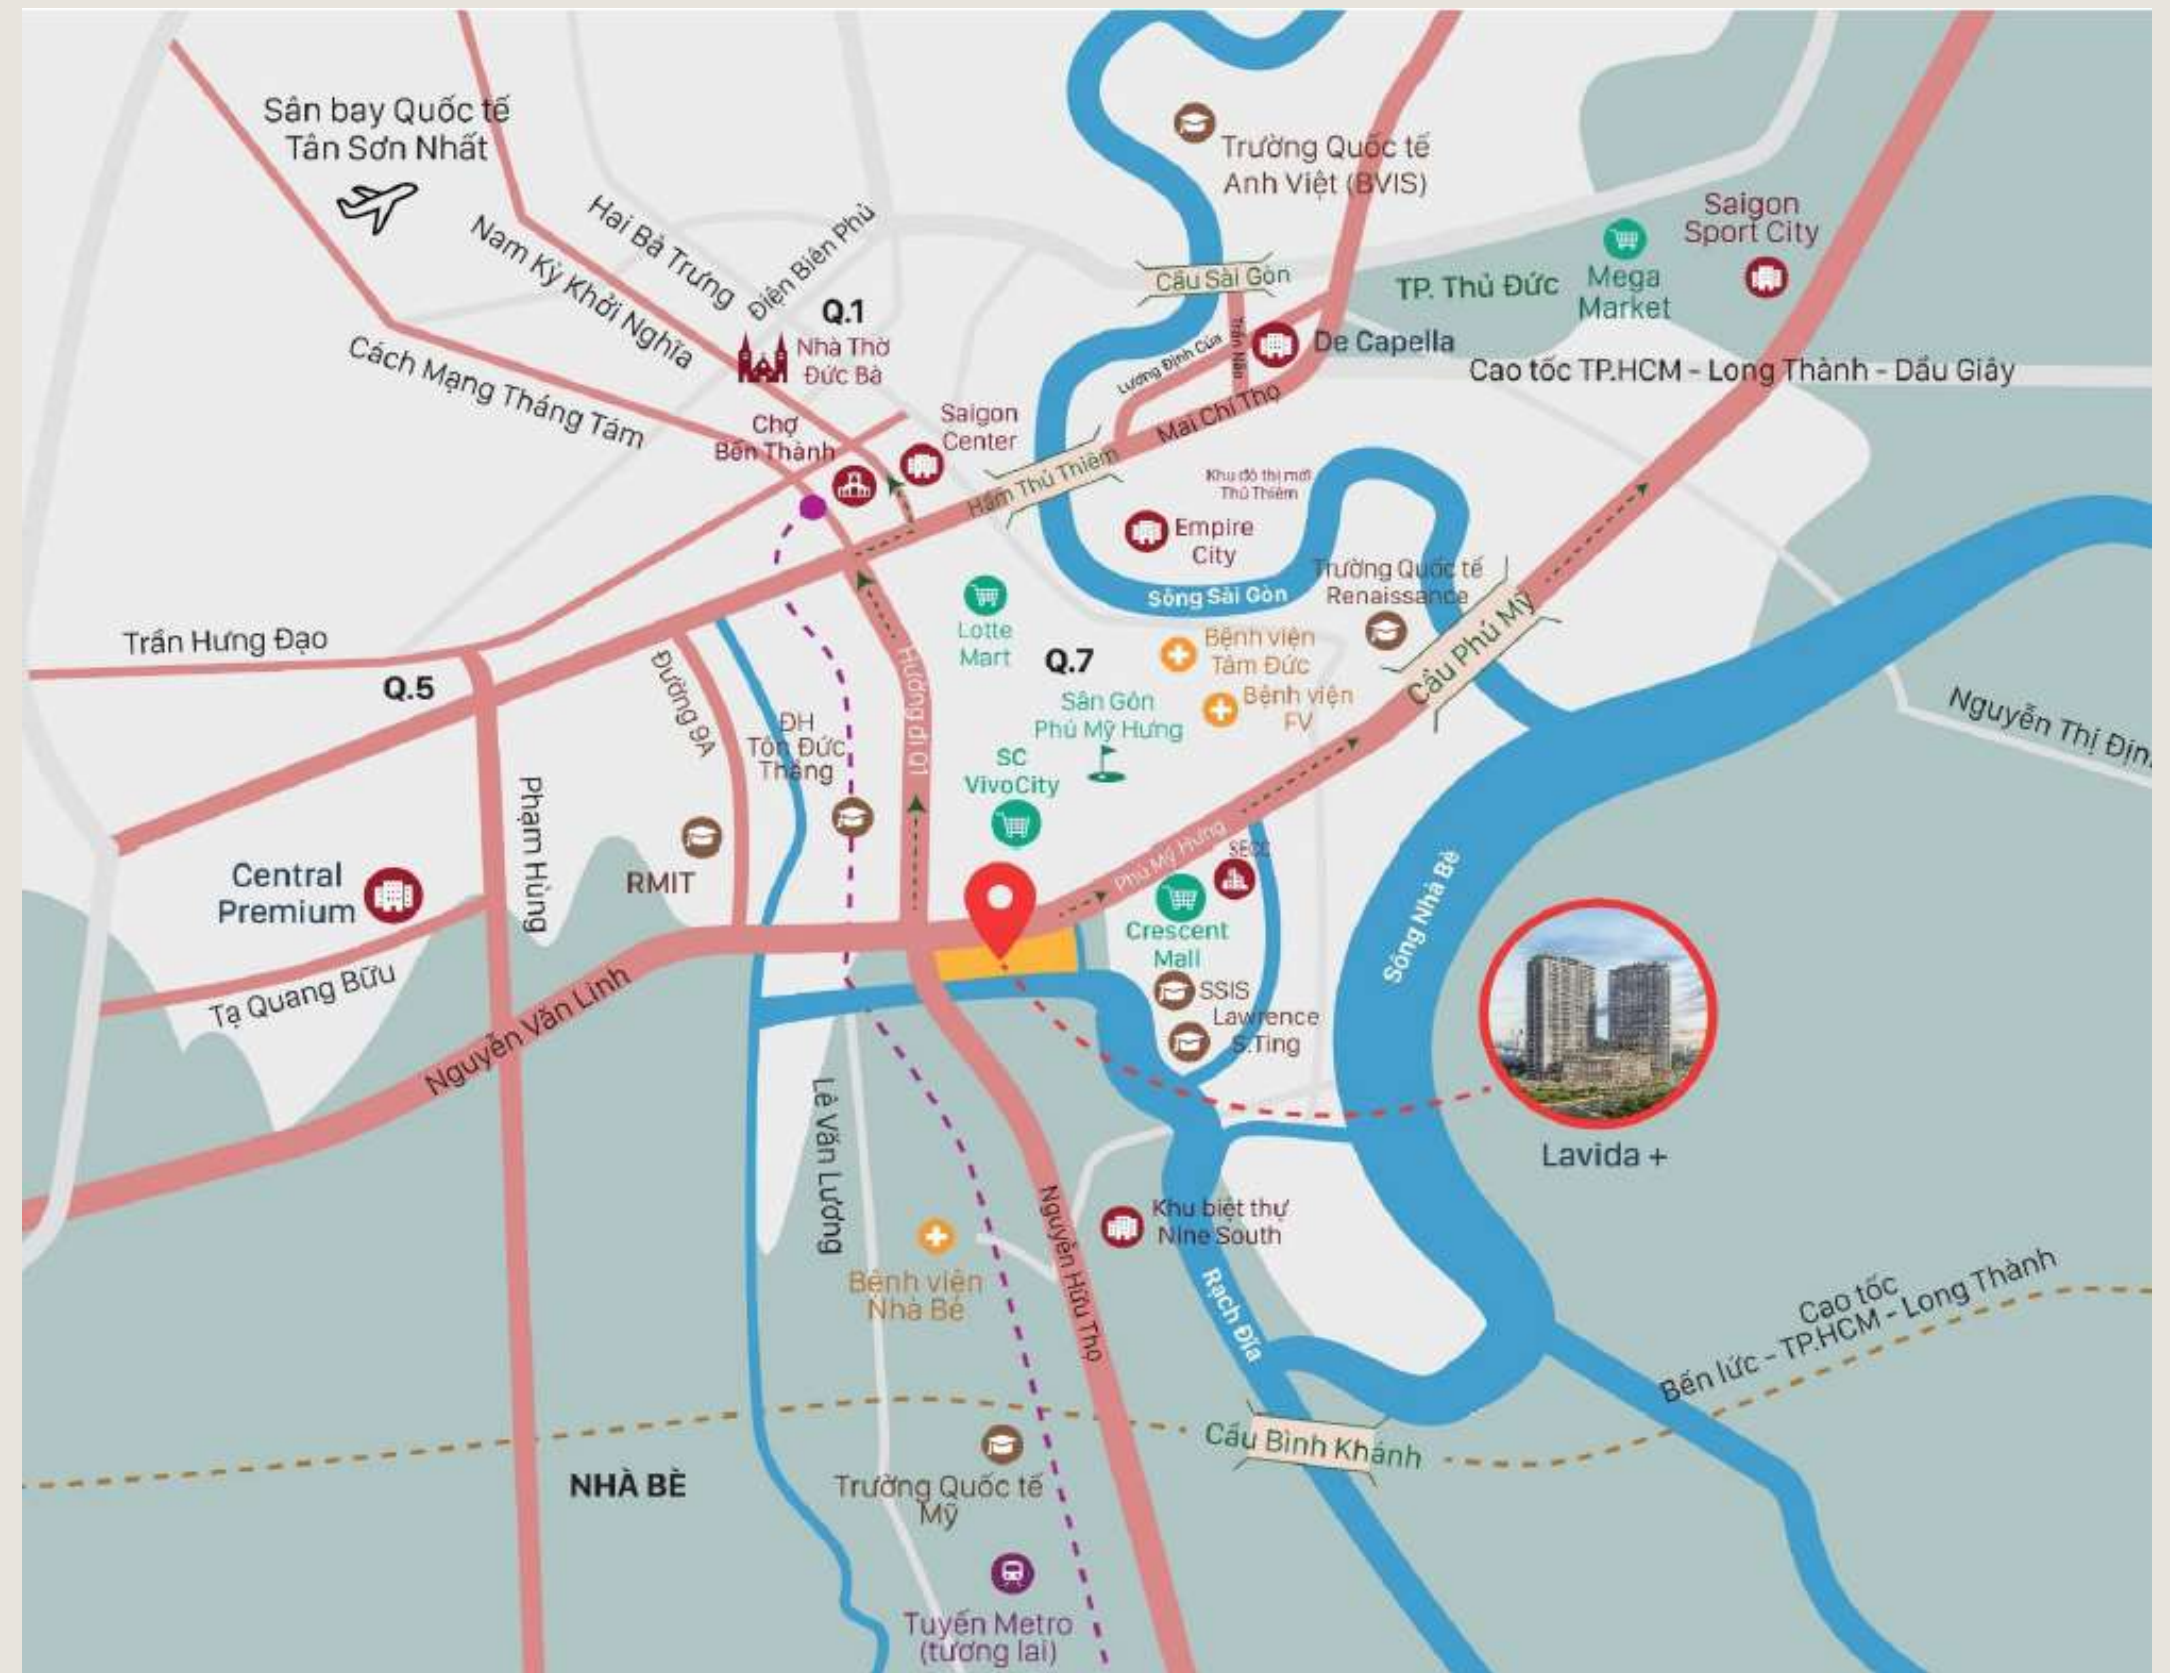 Sân bay Quốc tế
Tân Sơn Nhất
Trường Quốc tế
Anh Việt (BVIS)
Hai Bà Trưng
Điện Biên Phủ
Nam Kỳ Khởi Nghĩa
Cách Mạng Tháng Tám
Q.1
Nhà Thờ
Đức Bà
Chợ
Bến Thành
Saigon
Center
Cầu Sài Gòn
Lương Định Của
Trần Não
De Capella
Mai Chí Thọ
Hầm Thủ Thiêm
TP. Thủ Đức
Mega
Market
Saigon
Sport City
Cao tốc TP.HCM - Long Thành - Dầu Giây
Khu đô thị mới
Thủ Thiêm
Empire
City
Sông Sài Gòn
Trường Quốc tế
Renaissance
Cầu Phú Mỹ
Trần Hưng Đạo
Q.5
Đường 9A
Lotte
Mart
Q.7
Bệnh viện
Tâm Đức
Bệnh viện
FV
Sân Gôn
Phú Mỹ Hưng
SC
VivoCity
Hướng đi Q1
ĐH
Tôn Đức
Thắng
RMIT
Phạm Hùng
Central
Premium
Tạ Quang Bữu
Nguyễn Văn Linh
Phú Mỹ Hưng
SECC
Crescent
Mall
SSIS
Lawrence
S.Ting
Sông Nhà Bè
Nguyễn Thị Địn
Lavida +
Lê Văn Lương
Nguyễn Hữu Thọ
Khu biệt thự
Nine South
Rạch Đĩa
Bệnh viện
Nhà Bè
Cao tốc
Bến lức - TP.HCM - Long Thành
Cầu Bình Khánh
NHÀ BÈ
Trường Quốc tế
Mỹ
Tuyến Metro
(tương lai)